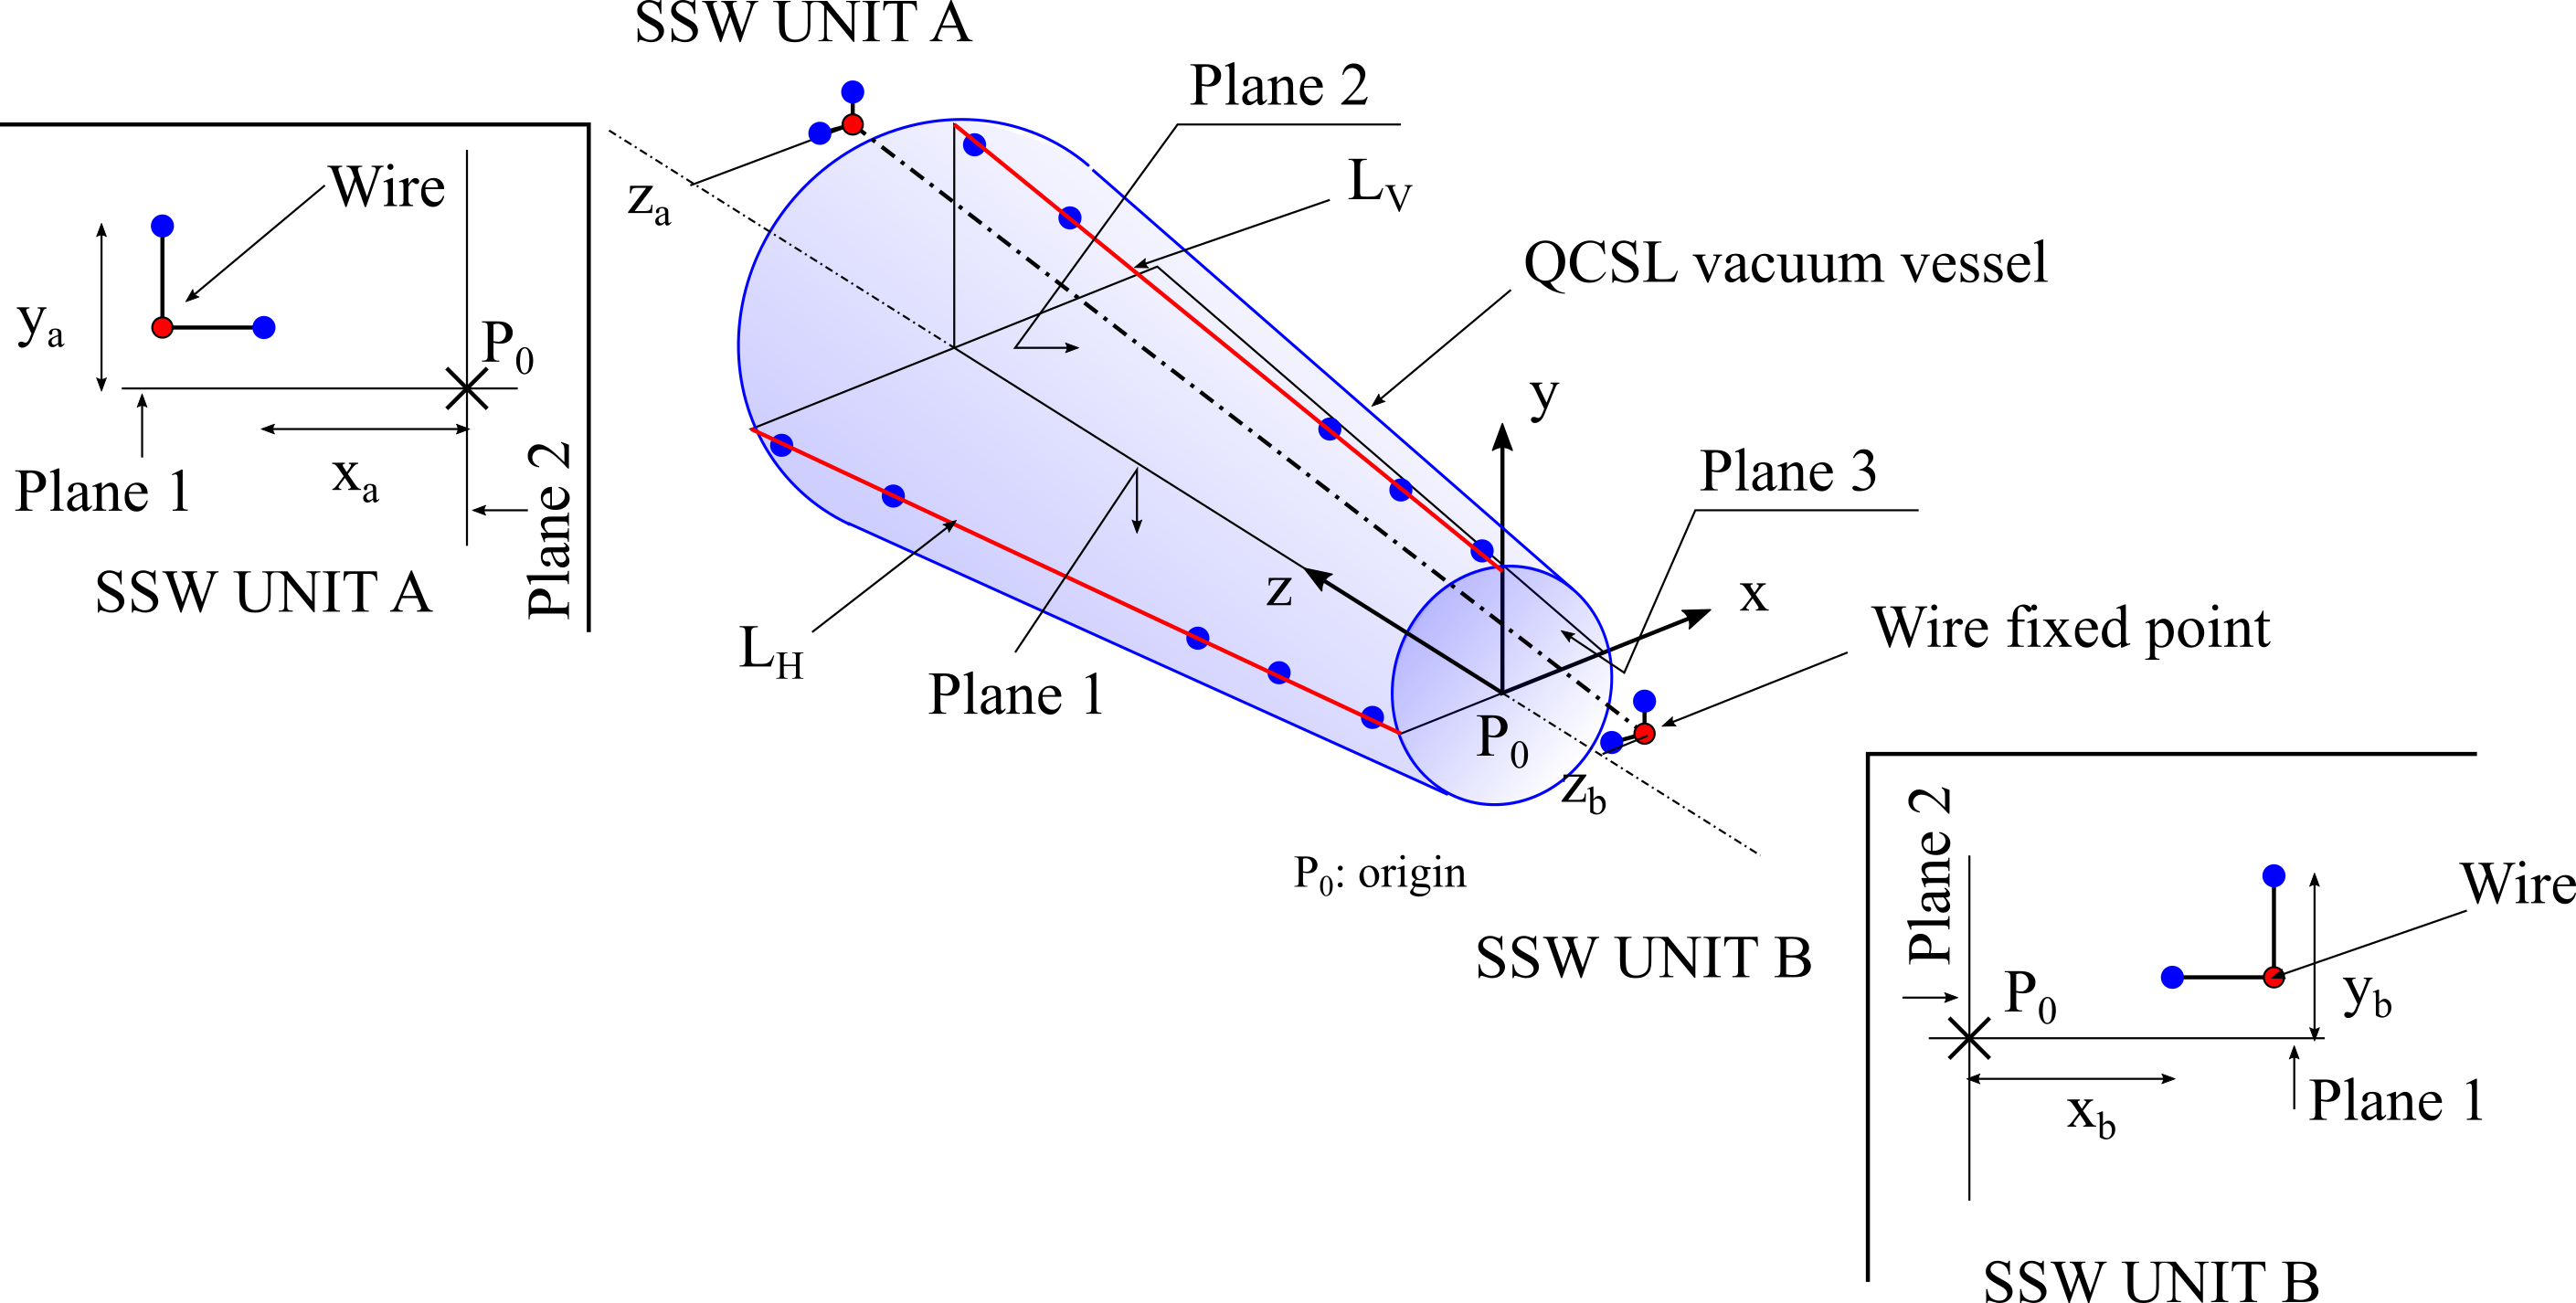 SSW UNIT A
Plane 2
Wire
z_a
L_V
QCSL vacuum vessel
y_a
P_0
y
x_a
Plane 1
Plane 2
SSW UNIT A
Plane 3
z
x
Wire fixed point
L_H
Plane 1
P_0
z_b
P_0: origin
Plane 2
Wire
SSW UNIT B
P_0
y_b
x_b
Plane 1
SSW UNIT B